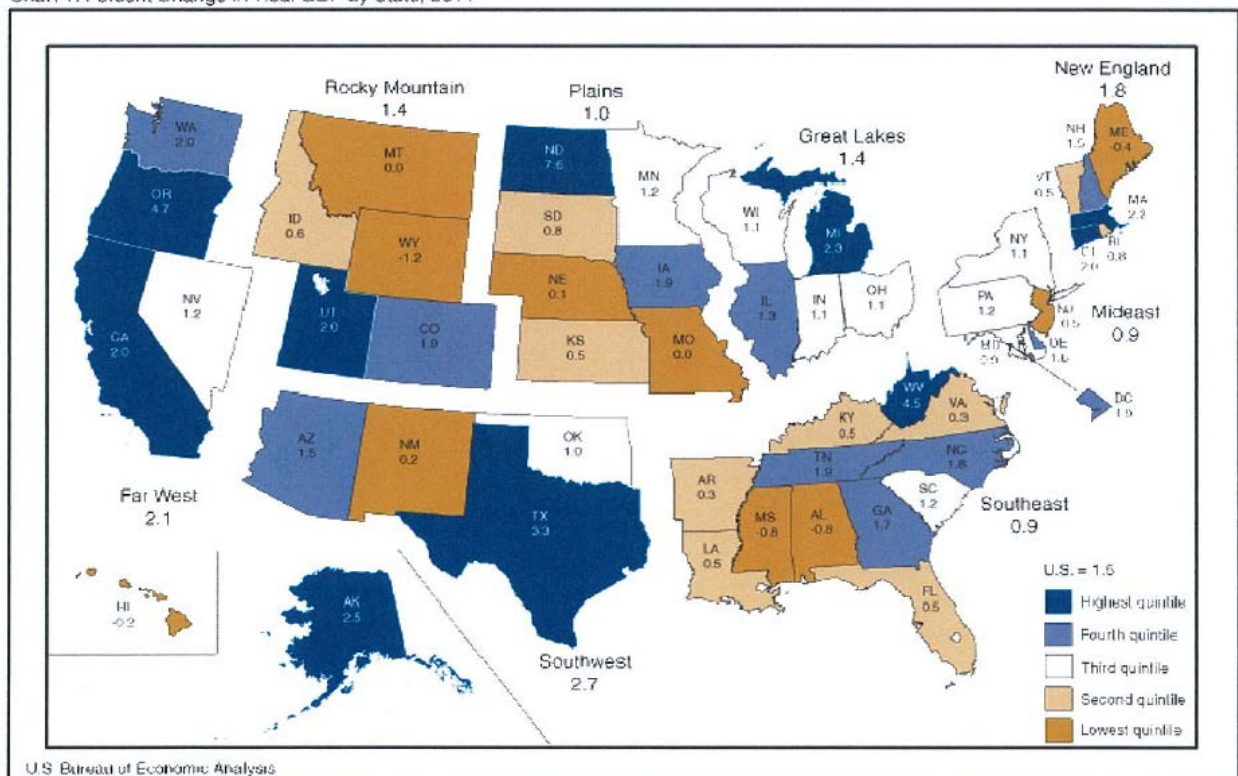 Rocky Mountain
1.4
Plains
1.0
Great Lakes
1.4
New England
1.8
WA
2.0
OR
4.7
CA
2.0
NV
1.2
ID
0.6
MT
0.0
WY
-1.2
UT
2.0
CO
1.9
AZ
1.5
NM
0.2
ND
7.6
SD
0.8
NE
0.1
KS
0.5
OK
1.0
TX
3.3
MN
1.2
IA
1.9
MO
0.0
WI
1.1
IL
1.3
MI
2.3
IN
1.1
OH
1.1
NH
1.5
ME
-0.4
VT
0.5
MA
2.2
RI
0.8
CT
2.0
NY
1.1
PA
1.2
NJ
-0.5
MD
0.9
DE
Mideast
0.9
DC
1.9
WV
4.5
VA
0.3
KY
0.5
TN
1.9
NC
1.8
SC
1.2
AR
0.3
LA
0.5
MS
-0.8
AL
-0.8
GA
1.7
FL
0.5
Southeast
0.9
Far West
2.1
HI
-0.2
AK
2.5
Southwest
2.7
U.S. = 1.5
Highest quintile
Fourth quintile
Third quintile
Second quintile
Lowest quintile
U.S. Bureau of Economic Analysis